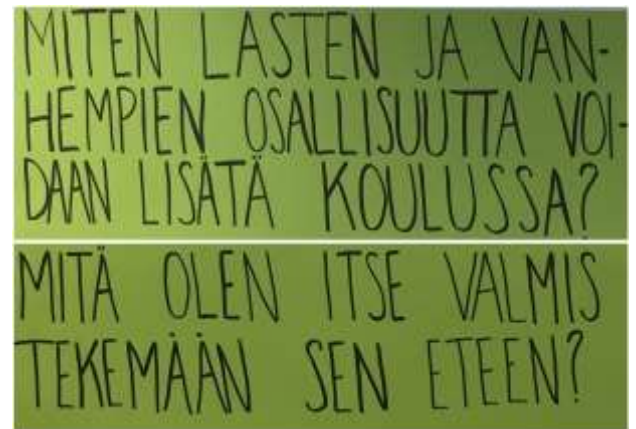 MITEN LASTEN JA VAN-
HEMPIEN OSALLISUUTTA VOI-
DAAN LISÄTÄ KOULUSSA?
MITÄ OLEN ITSE VALMIS
TEKEMÄÄN SEN ETEEN?